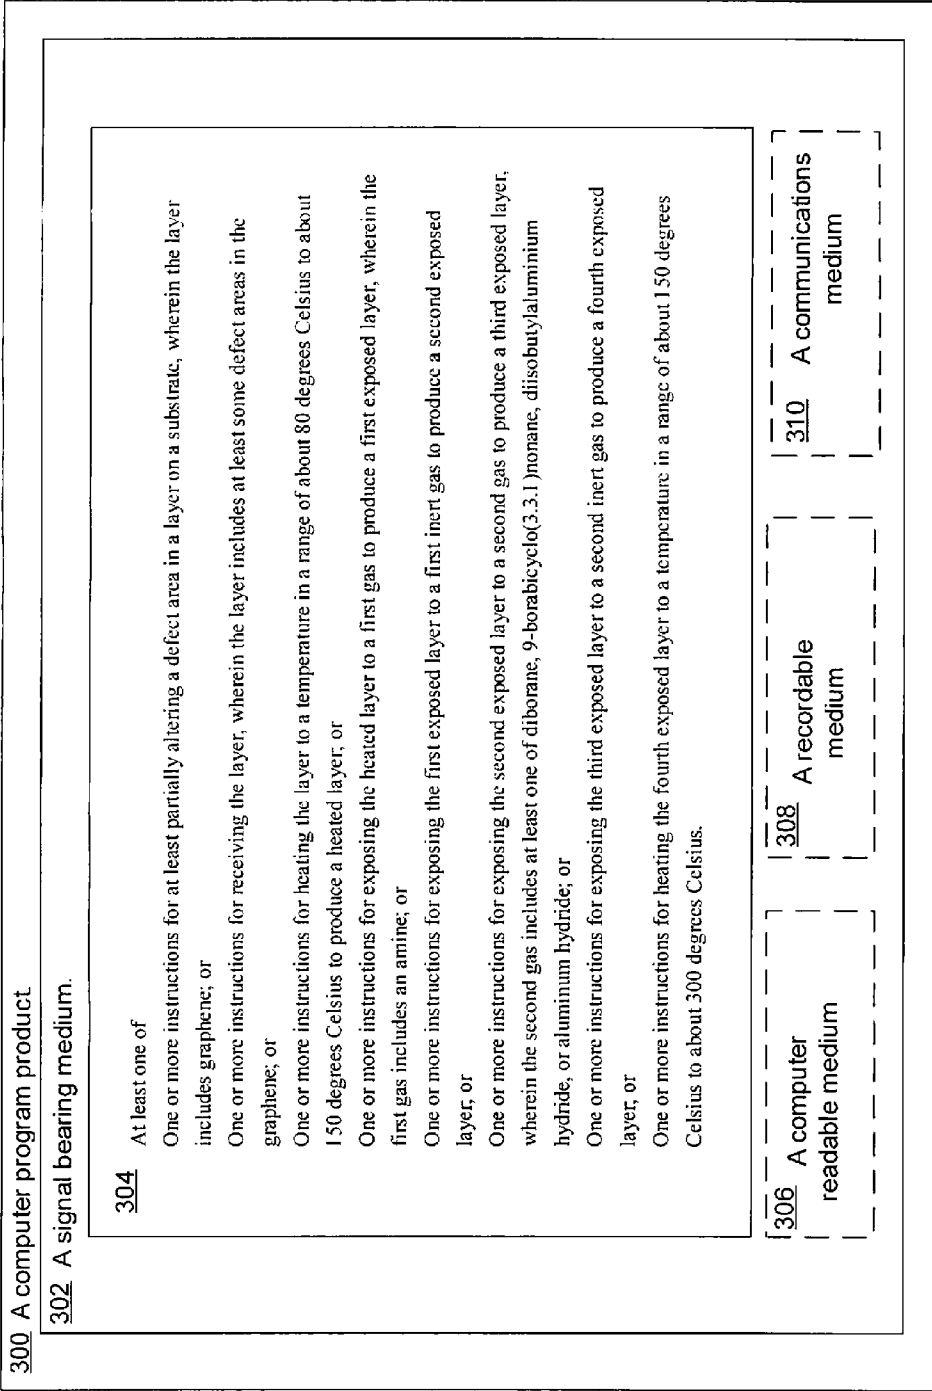 300 A computer program product
302 A signal bearing medium.
304 At least one of
One or more instructions for at least partially altering a defect area in a layer on a substrate, wherein the layer
includes graphene; or
One or more instructions for receiving the layer, wherein the layer includes at least some defect areas in the
graphene; or
One or more instructions for heating the layer to a temperature in a range of about 80 degrees Celsius to about
150 degrees Celsius to produce a heated layer; or
One or more instructions for exposing the heated layer to a first gas to produce a first exposed layer, wherein the
first gas includes an amine; or
One or more instructions for exposing the first exposed layer to a first inert gas to produce a second exposed
layer; or
One or more instructions for exposing the second exposed layer to a second gas to produce a third exposed layer,
wherein the second gas includes at least one of diborane, 9-borabicyclo(3.3.1)nonane, diisobutylaluminium
hydride, or aluminum hydride; or
One or more instructions for exposing the third exposed layer to a second inert gas to produce a fourth exposed
layer; or
One or more instructions for heating the fourth exposed layer to a temperature in a range of about 150 degrees
Celsius to about 300 degrees Celsius.
306 A computer
readable medium
308 A recordable
medium
310 A communications
medium